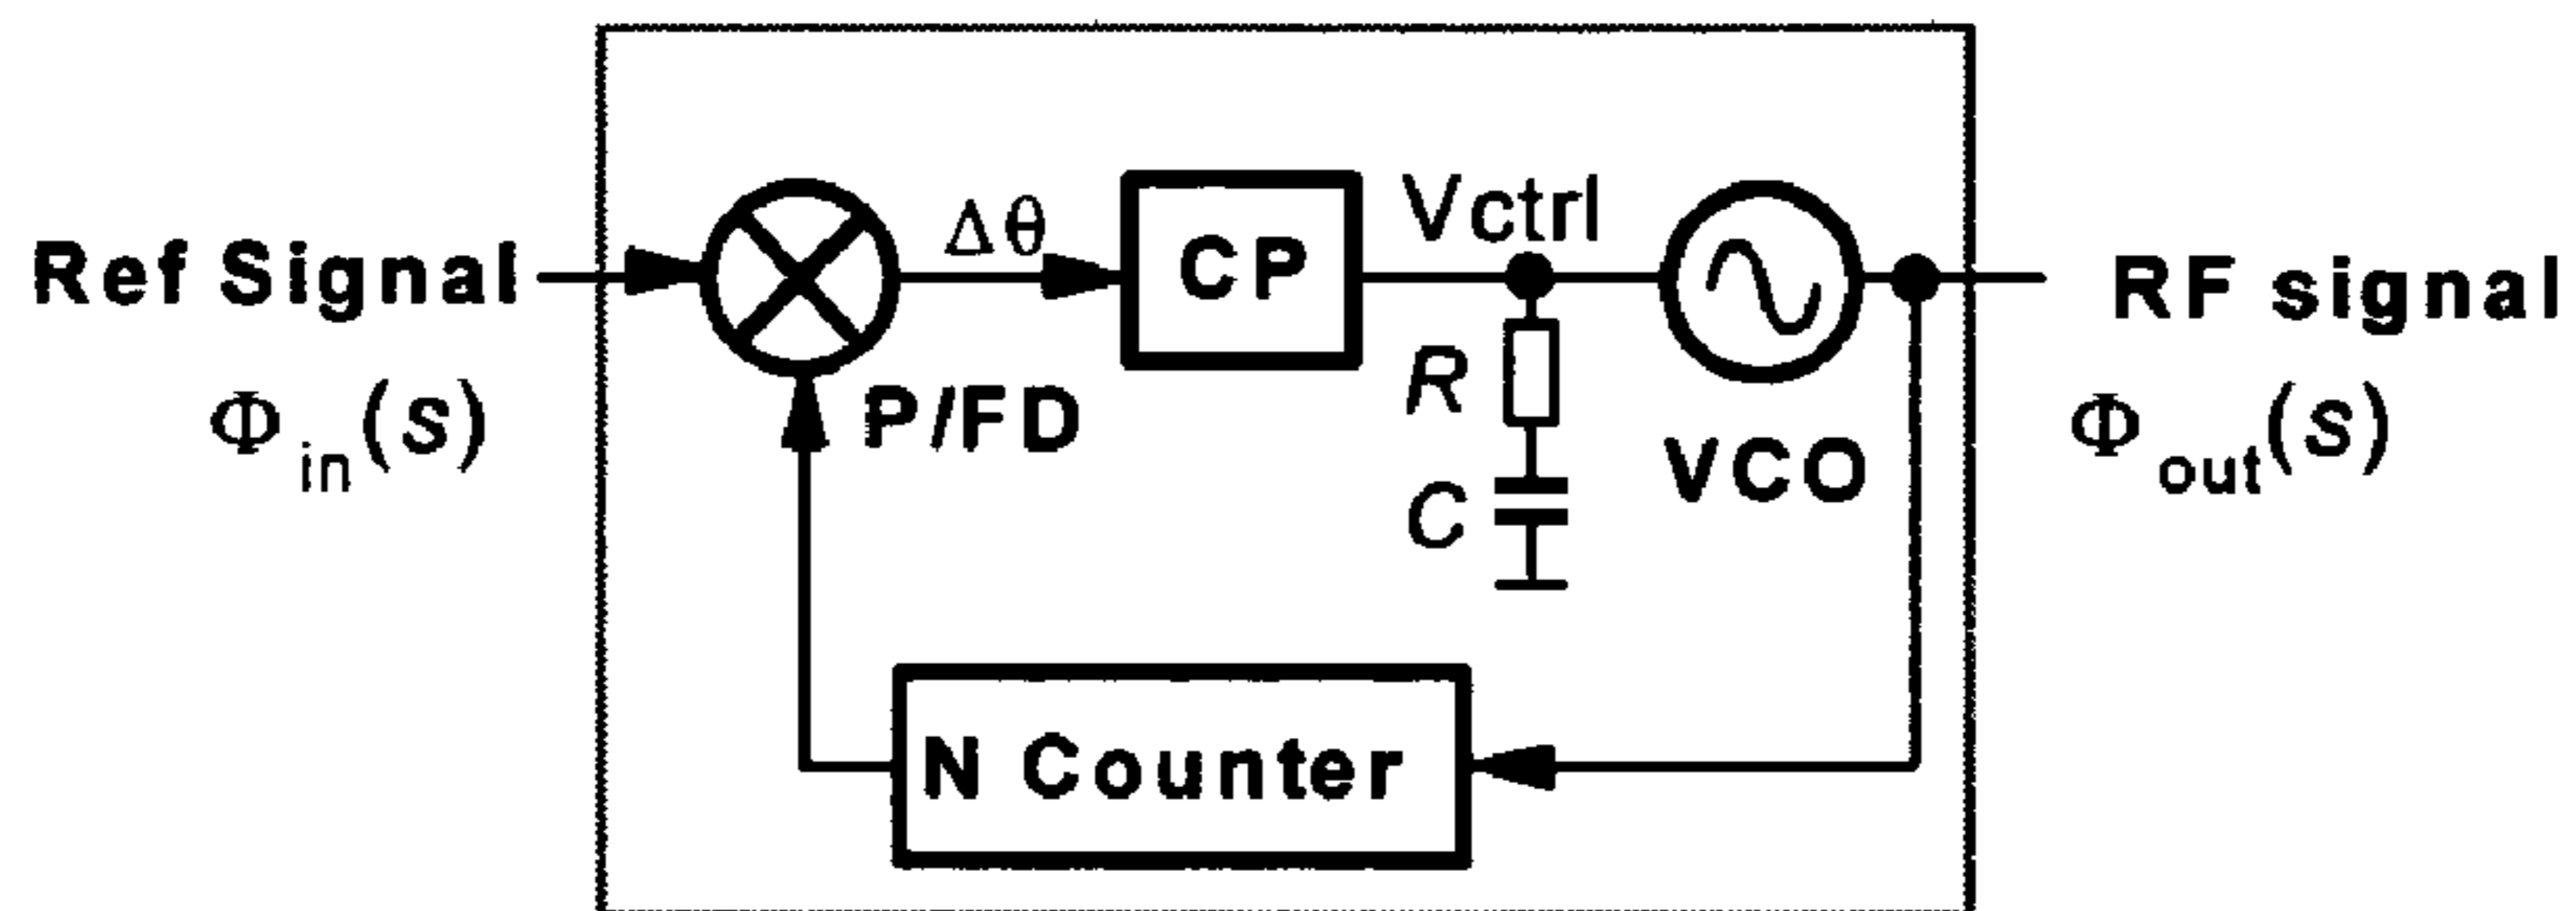 Ref Signal
Φin(s)
Δθ
P/FD
CP
Vctrl
R
C
VCO
RF signal
Φout(s)
N Counter